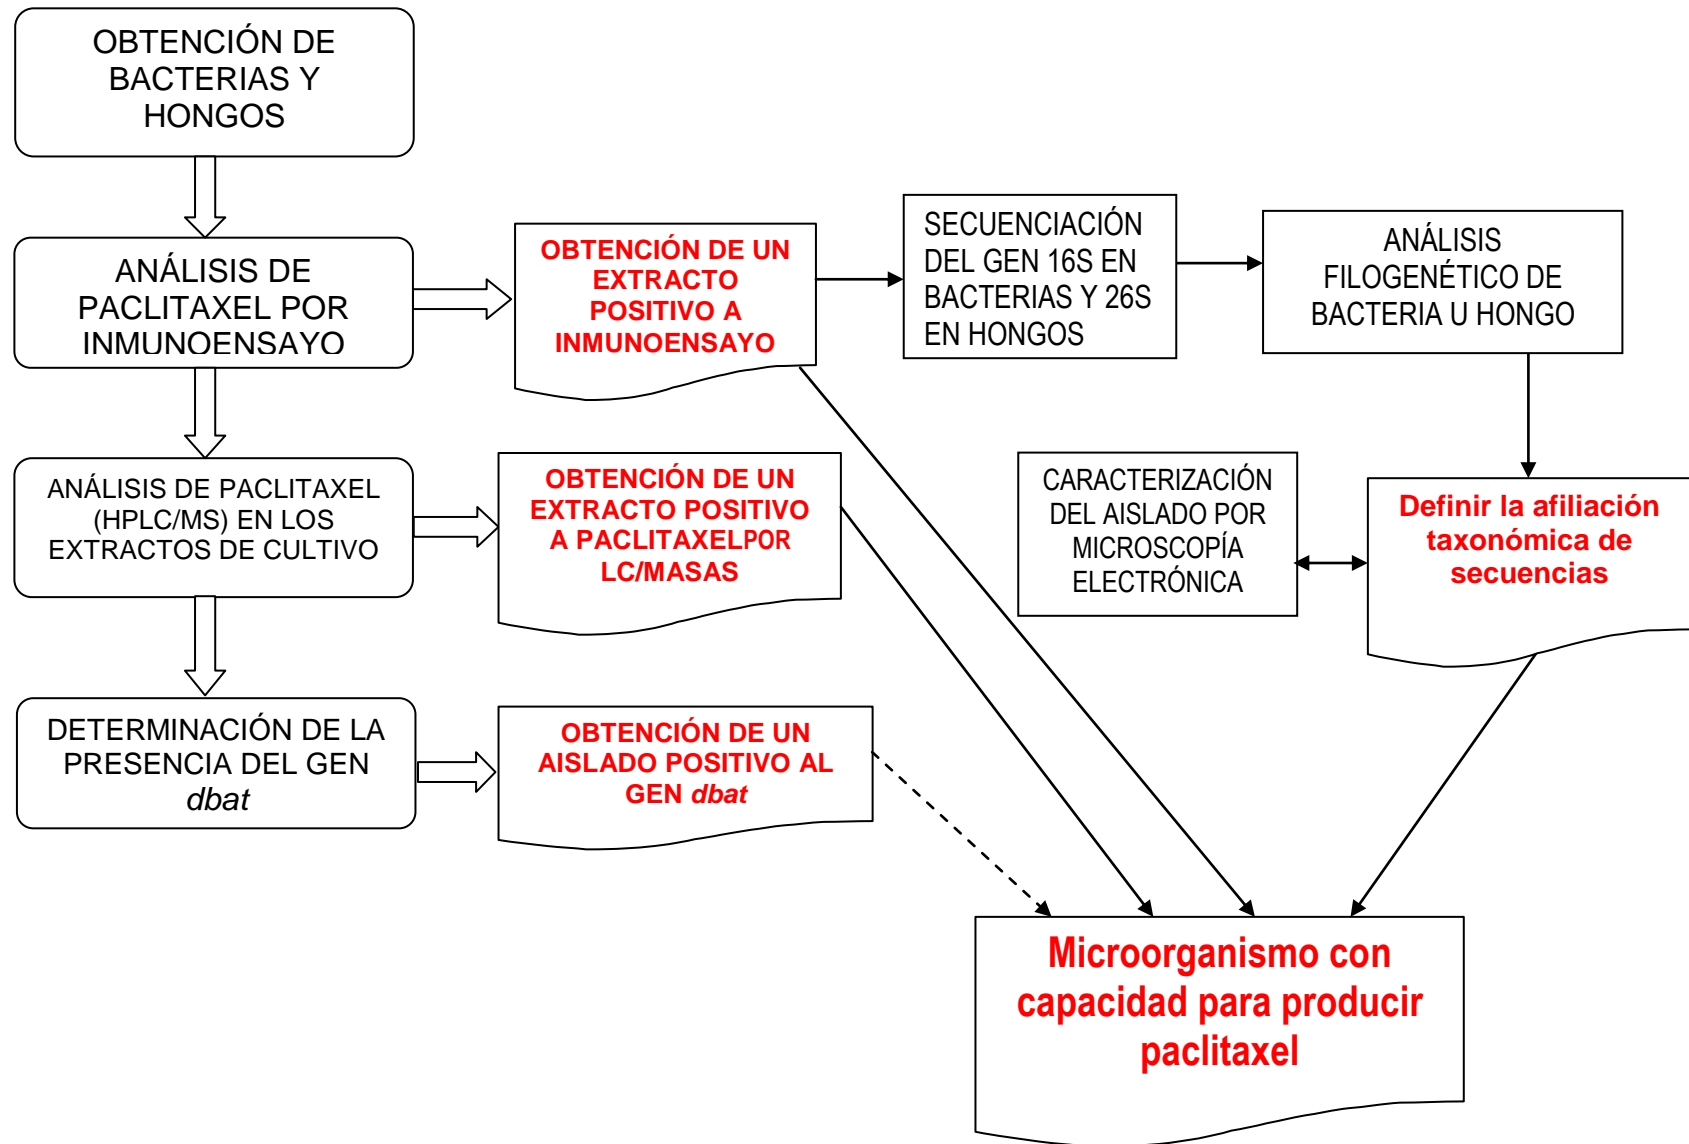 OBTENCIÓN DE
BACTERIAS Y
HONGOS
ANÁLISIS DE
PACLITAXEL POR
INMUNOENSAYO
OBTENCIÓN DE UN
EXTRACTO
POSITIVO A
INMUNOENSAYO
SECUENCIACIÓN
DEL GEN 16S EN
BACTERIAS Y 26S
EN HONGOS
ANÁLISIS
FILOGENÉTICO DE
BACTERIA U HONGO
ANÁLISIS DE PACLITAXEL
(HPLC/MS) EN LOS
EXTRACTOS DE CULTIVO
OBTENCIÓN DE UN
EXTRACTO POSITIVO
A PACLITAXELPOR
LC/MASAS
CARACTERIZACIÓN
DEL AISLADO POR
MICROSCOPÍA
ELECTRÓNICA
Definir la afiliación
taxonómica de
secuencias
DETERMINACIÓN DE LA
PRESENCIA DEL GEN
dbat
OBTENCIÓN DE UN
AISLADO POSITIVO AL
GEN dbat
Microorganismo con
capacidad para producir
paclitaxel